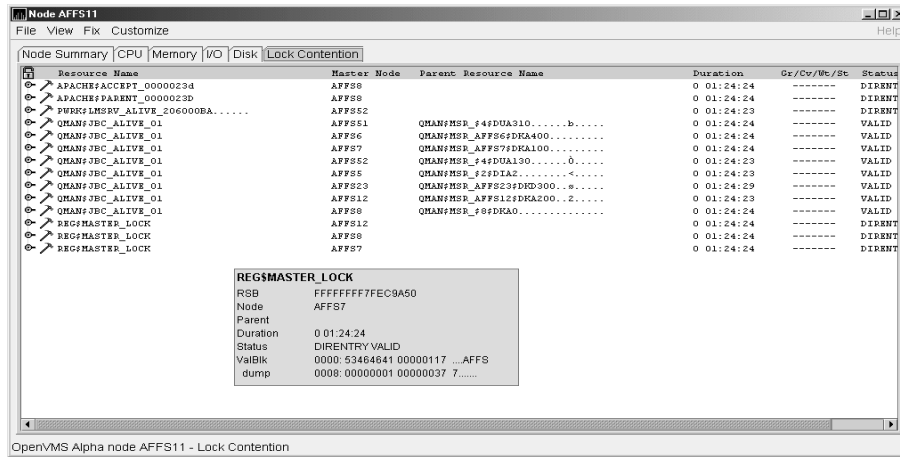 Node AFFS11
File View Fix Customize Help
Node Summary CPU Memory I/O Disk Lock Contention
Resource Name Master Node Parent Resource Name Duration Gr/Cv/Wt/St Status
APACHE$ACCEPT_0000023d AFFS8 0 01:24:24 ------- DIRENT
APACHE$PARENT_0000023D AFFS8 0 01:24:24 ------- DIRENT
PWRK$LMSRV_ALIVE_206000BA...... AFFS52 0 01:24:23 ------- DIRENT
QMAN$JBC_ALIVE_01 AFFS51 QMAN$MSR_$4$DUA310......b..... 0 01:24:24 ------- VALID
QMAN$JBC_ALIVE_01 AFFS6 QMAN$MSR_AFFS6$DKA400......... 0 01:24:24 ------- VALID
QMAN$JBC_ALIVE_01 AFFS7 QMAN$MSR_AFFS7$DKA100......... 0 01:24:24 ------- VALID
QMAN$JBC_ALIVE_01 AFFS52 QMAN$MSR_$4$DUA130......Ò..... 0 01:24:23 ------- VALID
QMAN$JBC_ALIVE_01 AFFS5 QMAN$MSR_$2$DIA2........<..... 0 01:24:23 ------- VALID
QMAN$JBC_ALIVE_01 AFFS23 QMAN$MSR_AFFS23$DKD300..s..... 0 01:24:29 ------- VALID
QMAN$JBC_ALIVE_01 AFFS12 QMAN$MSR_AFFS12$DKA200..2..... 0 01:24:23 ------- VALID
QMAN$JBC_ALIVE_01 AFFS8 QMAN$MSR_$8$DKA0.............. 0 01:24:24 ------- VALID
REG$MASTER_LOCK AFFS12 0 01:24:24 ------- DIRENT
REG$MASTER_LOCK AFFS8 0 01:24:24 ------- DIRENT
REG$MASTER_LOCK AFFS7 0 01:24:24 ------- DIRENT
REG$MASTER_LOCK
RSB FFFFFFFF7FEC9A50
Node AFFS7
Parent
Duration 0 01:24:24
Status DIRENTRY VALID
ValBlk 0000: 53464641 00000117 ....AFFS
dump 0008: 00000001 00000037 7.......
OpenVMS Alpha node AFFS11 - Lock Contention